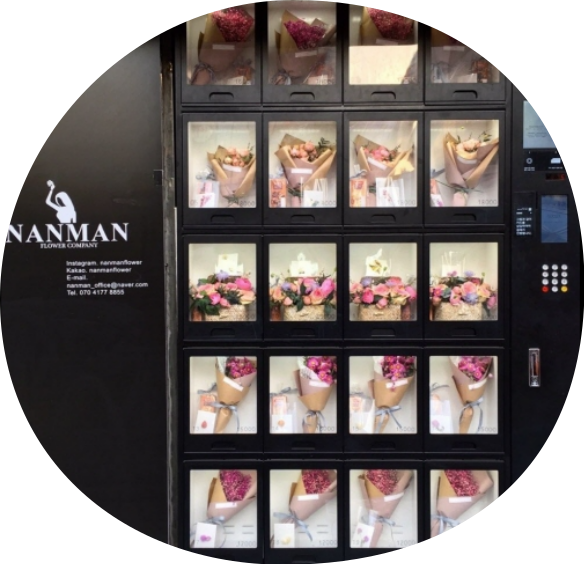 NANMAN
FLOWER COMPANY
Instagram. nanmanflower
Kakao. nanmanflower
E-mail.
nanman_office@naver.com
Tel. 070 4177 8855